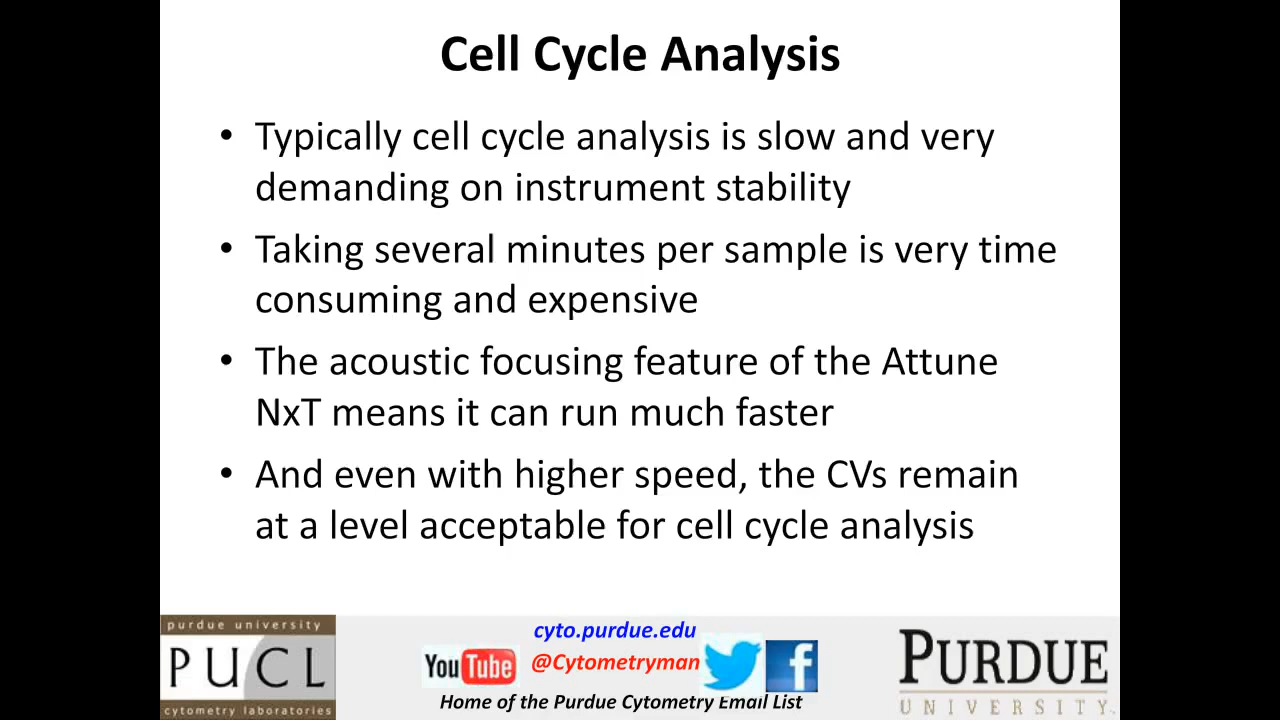 Cell Cycle Analysis
• Typically cell cycle analysis is slow and very
demanding on instrument stability
• Taking several minutes per sample is very time
consuming and expensive
• The acoustic focusing feature of the Attune
NxT means it can run much faster
• And even with higher speed, the CVs remain
at a level acceptable for cell cycle analysis
purdue university
PUCL
cytometry laboratories
cyto.purdue.edu
YouTube
@Cytometryman
f
Home of the Purdue Cytometry Email List
PURDUE
UNIVERSITY